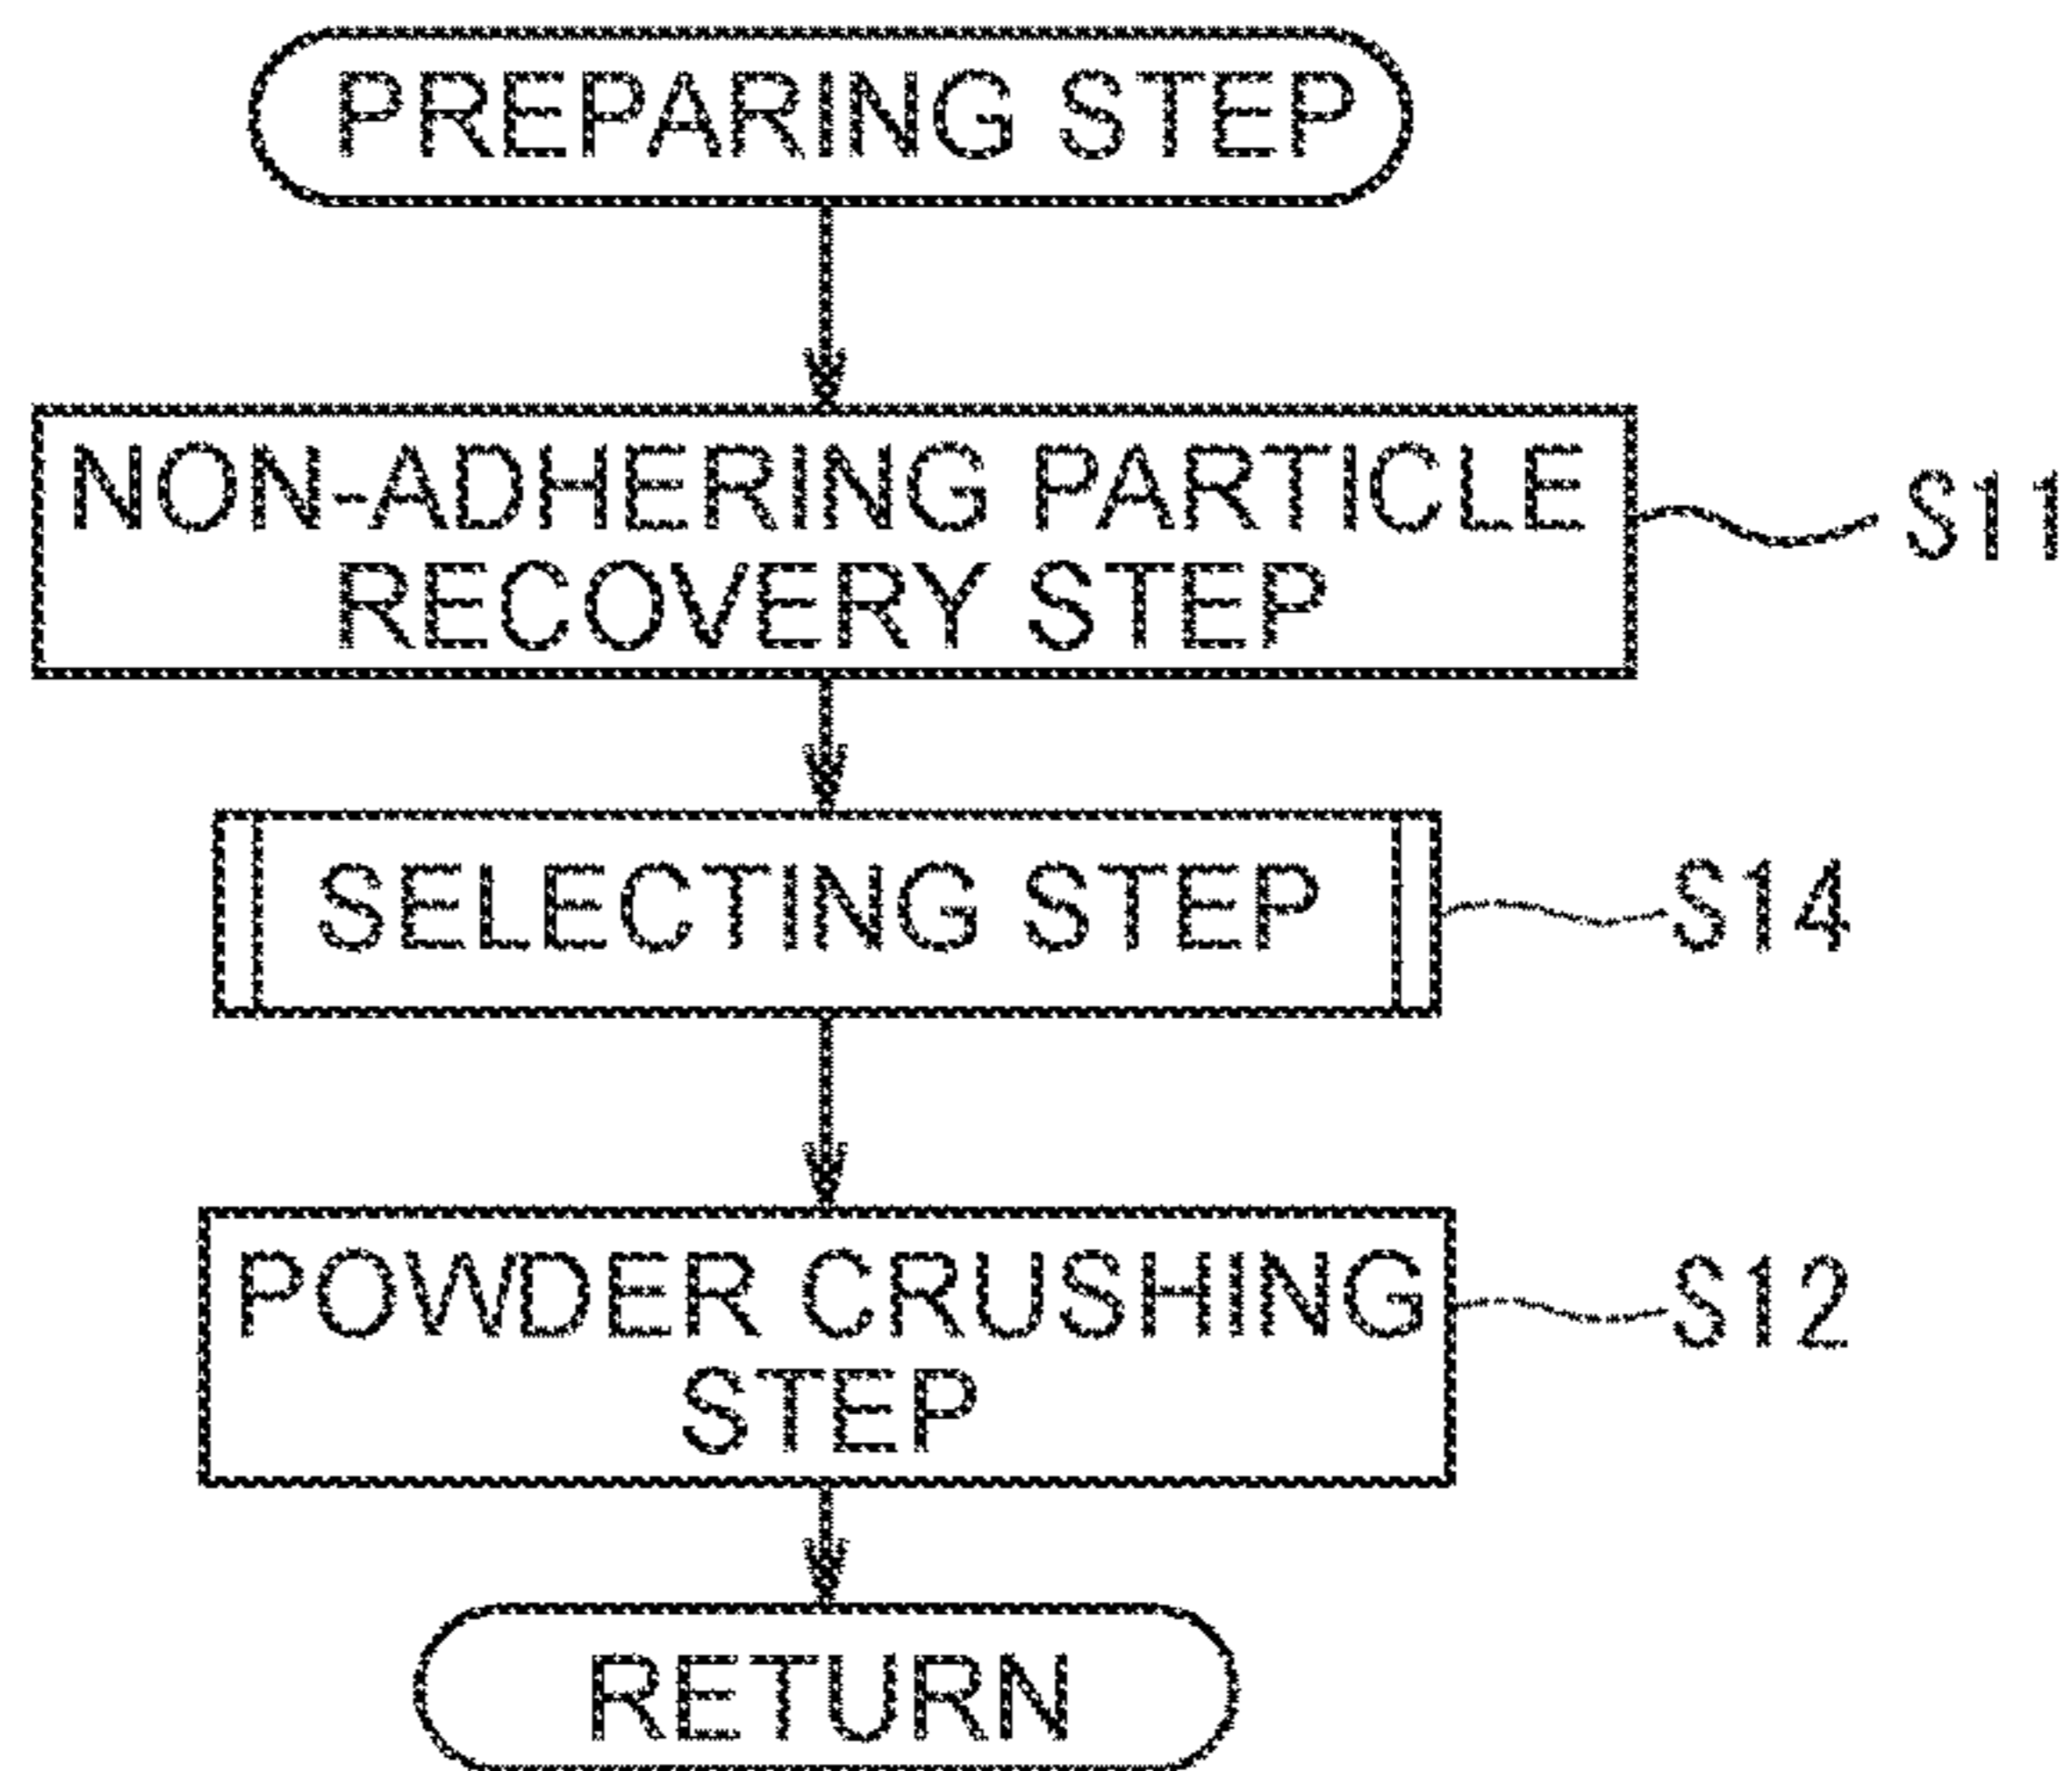 PREPARING STEP
NON-ADHERING PARTICLE
RECOVERY STEP
S11
SELECTING STEP
S14
POWDER CRUSHING
STEP
S12
RETURN